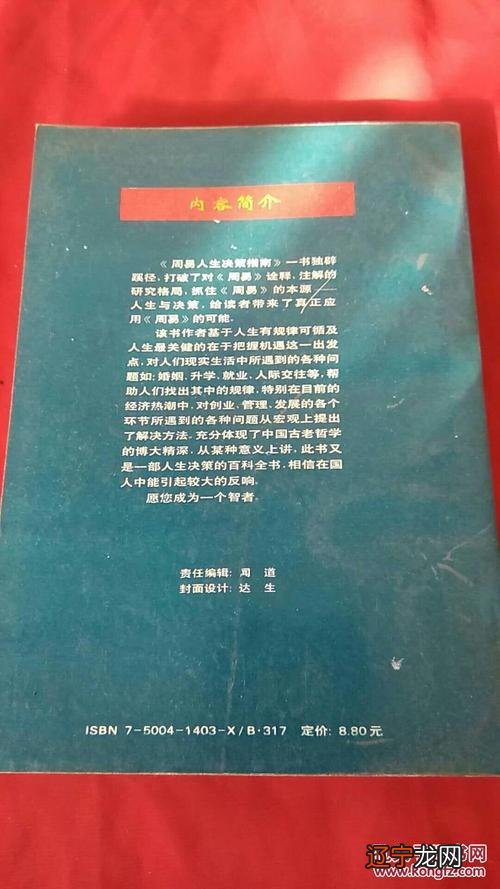 内容简介
《周易人生决策指南》一书独辟
蹊径，打破了对《周易》诠释、注解的
研究格局，抓住《周易》的本源——
人生与决策，给读者带来了真正应
用《周易》的可能。
该书作者基于人生有规律可循及
人生最关健的在于把握机遇这一出发
点，对人们现实生活中所遇到的各种问
题如：婚姻、升学、就业、人际交往等，帮
助人们找出其中的规律，特别在目前的
经济热潮中，对创业、管理、发展的各个
环节所遇到的各种问题从宏观上提出
了解决方法。充分体现了中国古老哲学
的博大精深，从某种意义上讲，此书又
是一部人生决策的百科全书，相信在国
人中能引起较大的反响。
愿您成为一个智者。
责任编辑：闻 道
封面设计：达 生
ISBN 7-5004-1403-X/B·317 定价：8.80元
辽宁龙网
书网
www.kongfz.com